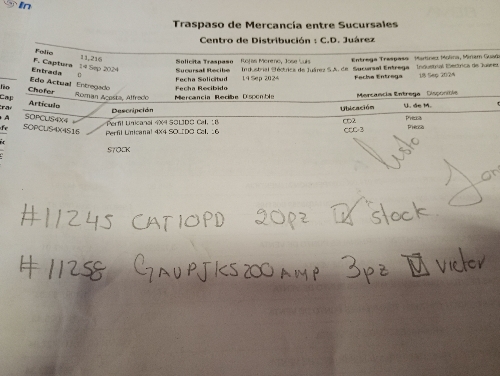 In
Traspaso de Mercancia entre Sucursales
Centro de Distribución : C.D. Juárez
Folio 11,216 Solicita Traspaso Rojas Moreno, Jose Luis Entrega Traspaso Martinez Molina, Miriam Guada
F. Captura 14 Sep 2024 Sucursal Recibe Industrial Eléctrica de Juárez S.A. de Sucursal Entrega Industrial Eléctrica de Juárez
Entrada 0 Fecha Solicitud 14 Sep 2024 Fecha Entrega 18 Sep 2024
Edo Actual Entregado Fecha Recibido
Chofer Roman Acosta, Alfredo Mercancia Recibe Disponible Mercancia Entrega Disponible
Artículo Descripción Ubicación U. de M.
SOPCUS4X4 Perfil Unicanal 4X4 SOLIDO Cal. 18 CD2 Pieza
SOPCUS4X4S16 Perfil Unicanal 4X4 SOLIDO Cal. 16 CCC-3 Pieza
STOCK
Listo
#11245 CAT10PD 20pz stock
#11258 GAUPJKS200AMP 3pz victor